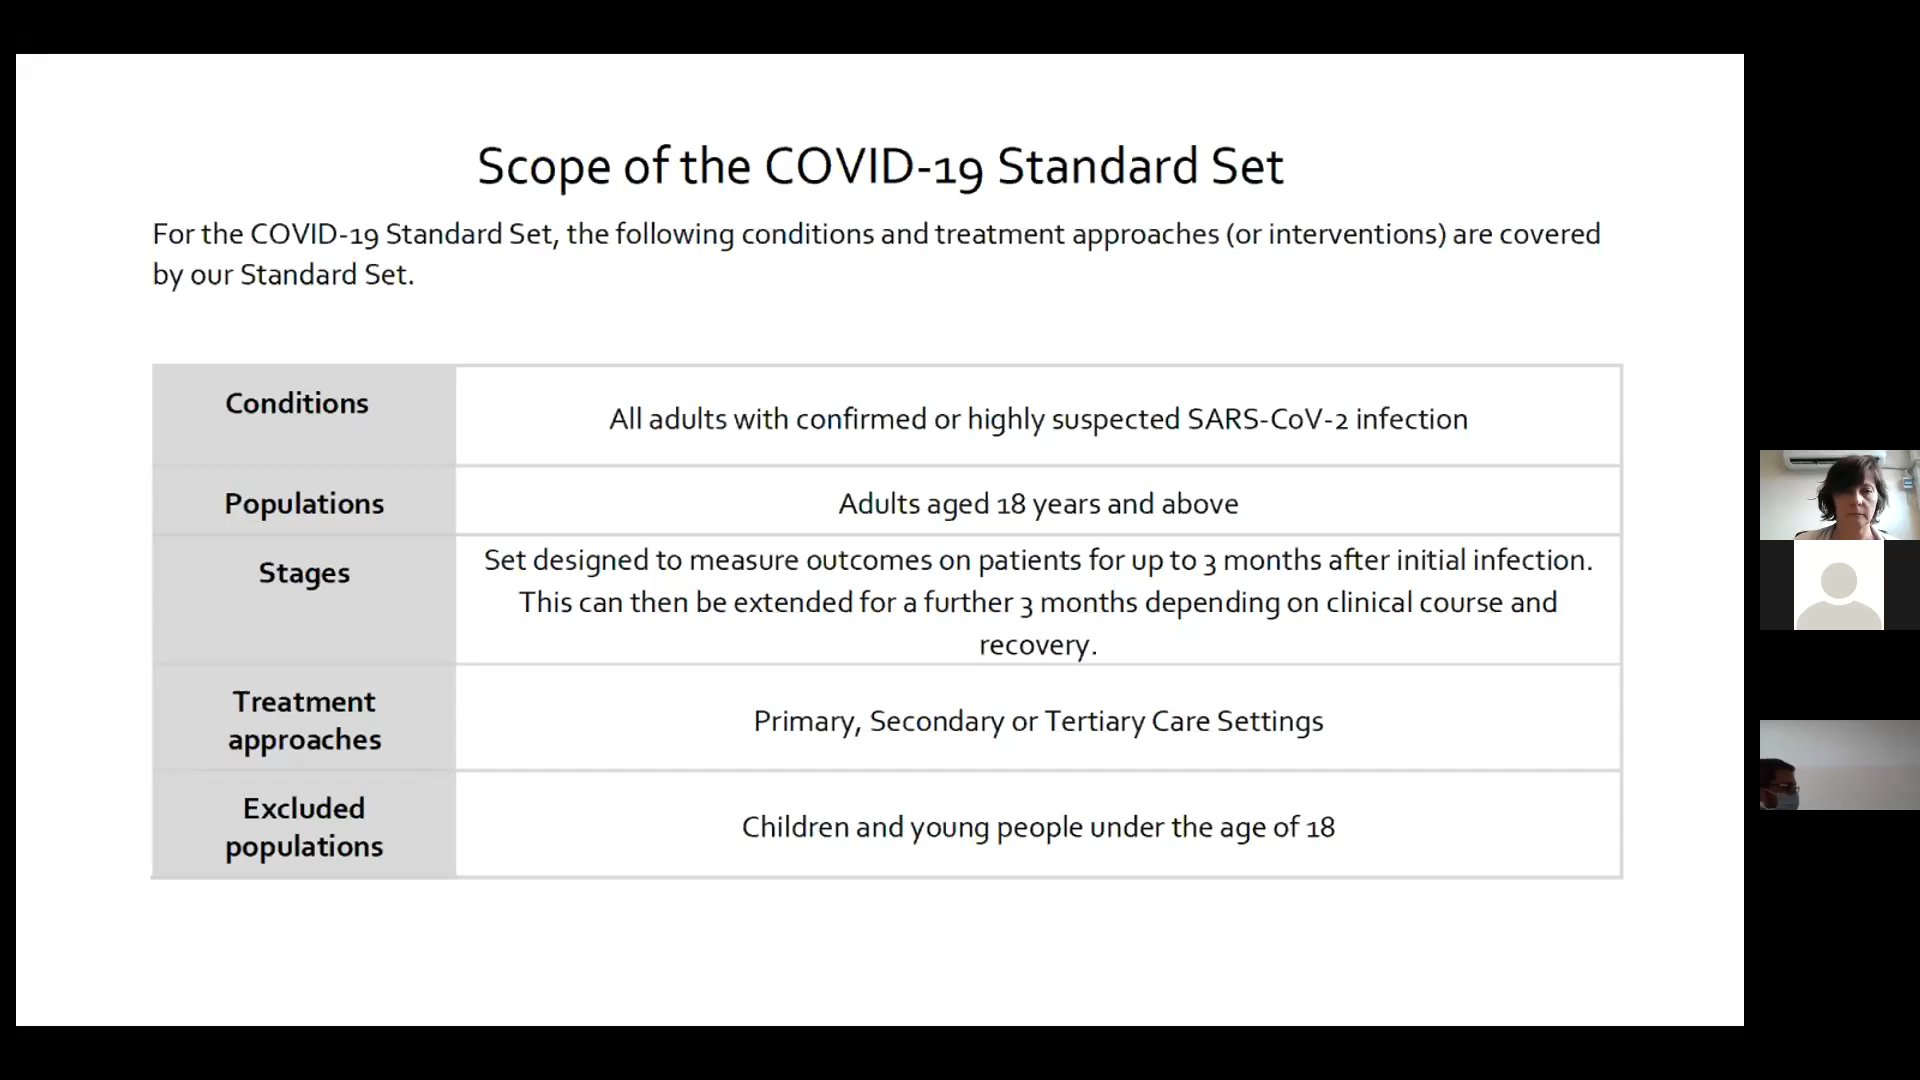 Scope of the COVID-19 Standard Set
For the COVID-19 Standard Set, the following conditions and treatment approaches (or interventions) are covered
by our Standard Set.
Conditions
All adults with confirmed or highly suspected SARS-CoV-2 infection
Populations
Adults aged 18 years and above
Stages
Set designed to measure outcomes on patients for up to 3 months after initial infection.
This can then be extended for a further 3 months depending on clinical course and
recovery.
Treatment
approaches
Primary, Secondary or Tertiary Care Settings
Excluded
populations
Children and young people under the age of 18